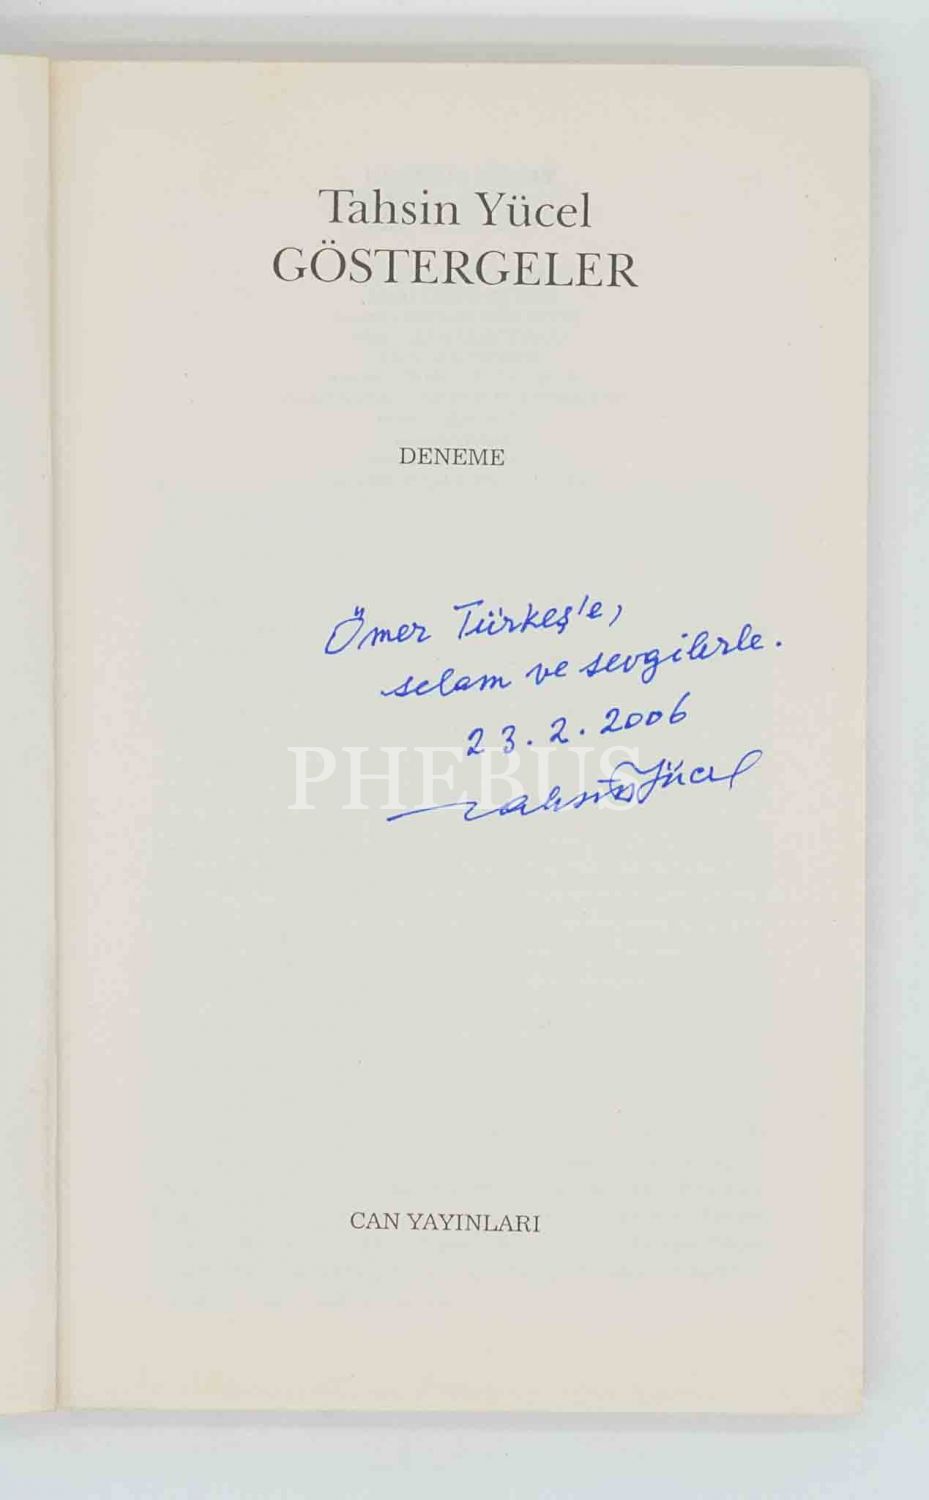 Tahsin Yücel
GÖSTERGELER
DENEME
Ömer Türkeş'e,
selam ve sevgilerle.
23.2.2006
PHEBUS
Tahsin Yücel
CAN YAYINLARI